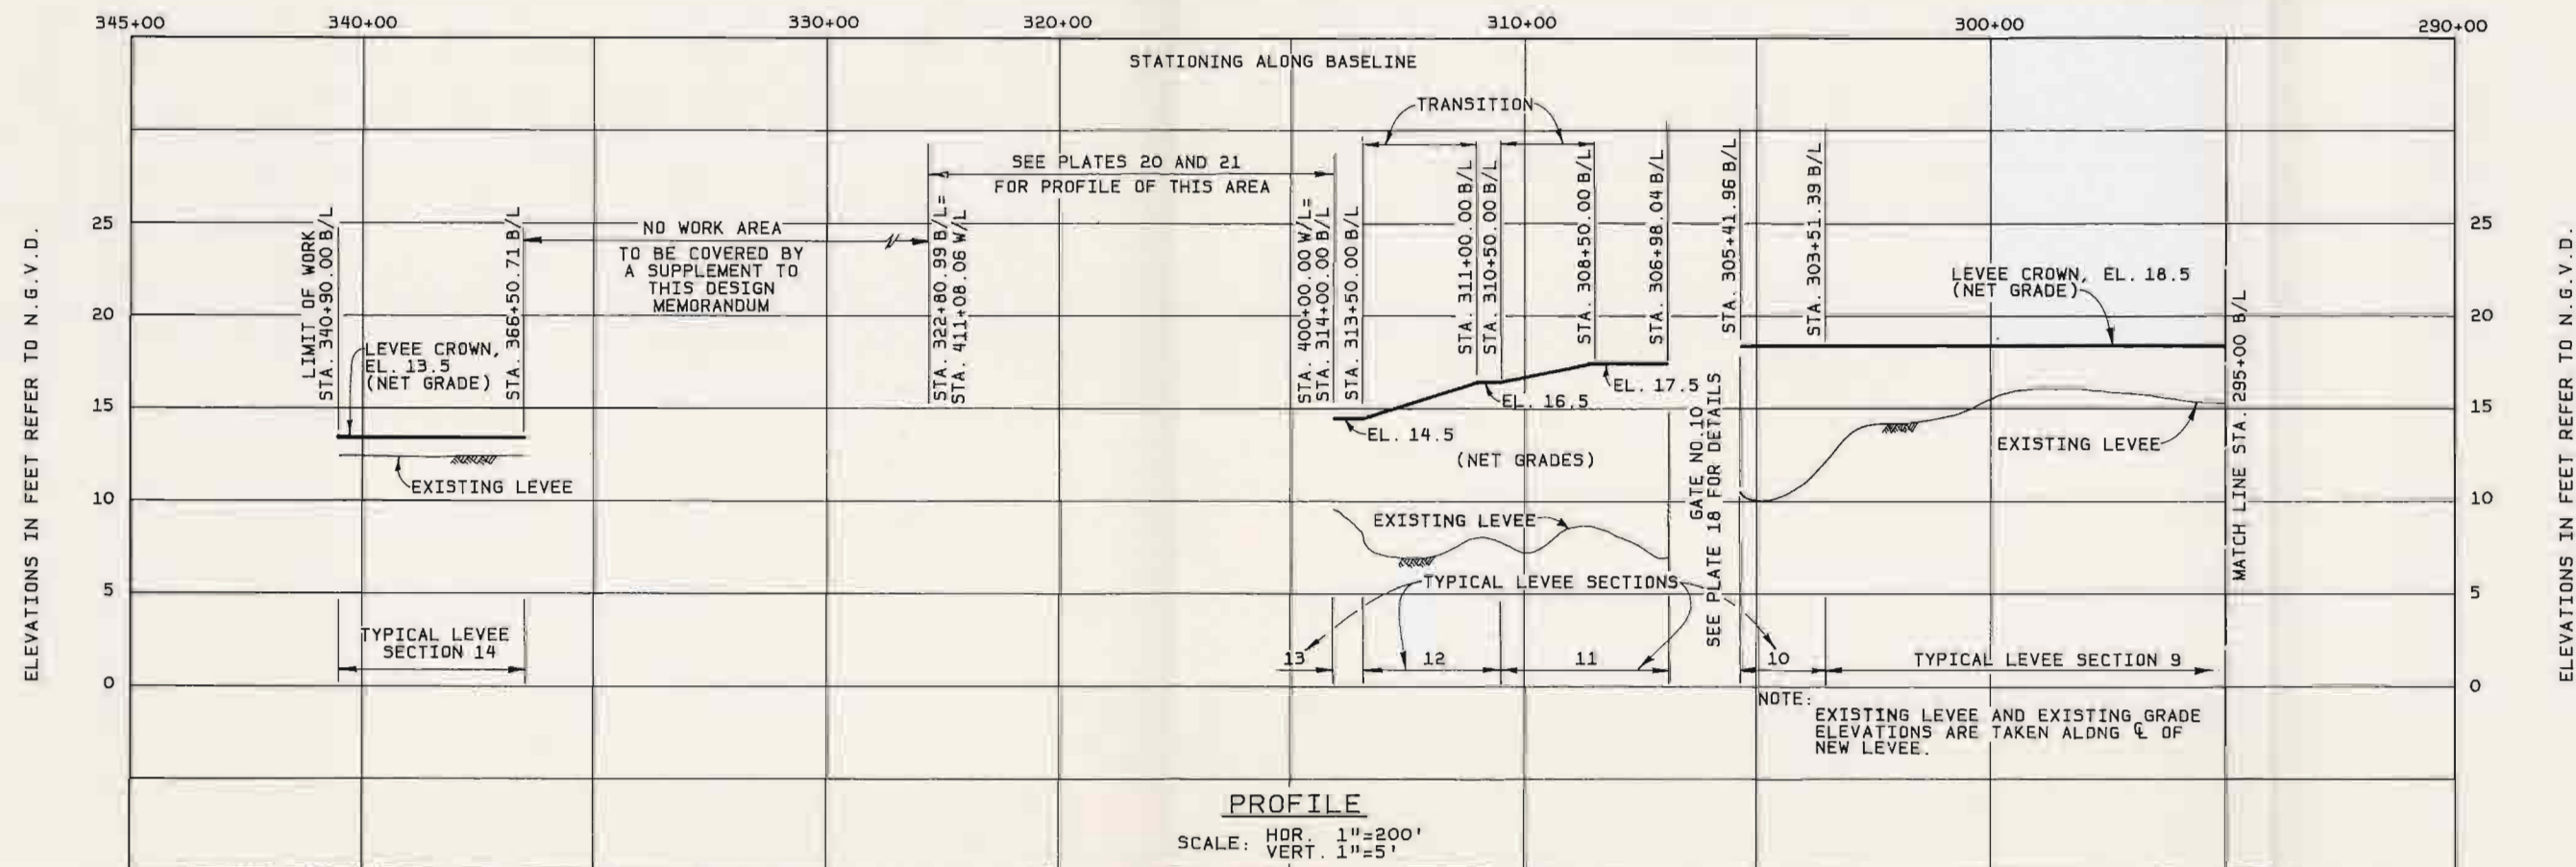 345+00
340+00
330+00
320+00
310+00
300+00
290+00
STATIONING ALONG BASELINE
TRANSITION
SEE PLATES 20 AND 21
FOR PROFILE OF THIS AREA
ELEVATIONS IN FEET REFER TO N.G.V.D.
25
20
15
10
5
0
LIMIT OF WORK
STA. 340+90.00 B/L
STA. 366+50.71 B/L
NO WORK AREA
TO BE COVERED BY
A SUPPLEMENT TO
THIS DESIGN
MEMORANDUM
STA. 322+80.99 B/L=
STA. 411+08.06 W/L
STA. 400+00.00 W/L=
STA. 314+00.00 B/L
STA. 313+50.00 B/L
STA. 311+00.00 B/L
STA. 310+50.00 B/L
STA. 308+50.00 B/L
STA. 306+98.04 B/L
STA. 305+41.96 B/L
STA. 303+51.39 B/L
LEVEE CROWN,
EL. 13.5
(NET GRADE)
EXISTING LEVEE
TYPICAL LEVEE
SECTION 14
EL. 14.5
EL. 16.5
EL. 17.5
(NET GRADES)
EXISTING LEVEE
TYPICAL LEVEE SECTIONS
13
12
11
10
GATE NO.10
SEE PLATE 18 FOR DETAILS
LEVEE CROWN, EL. 18.5
(NET GRADE)
EXISTING LEVEE
TYPICAL LEVEE SECTION 9
MATCH LINE STA. 295+00 B/L
25
20
15
10
5
0
ELEVATIONS IN FEET REFER TO N.G.V.D.
NOTE:
EXISTING LEVEE AND EXISTING GRADE
ELEVATIONS ARE TAKEN ALONG ℄ OF
NEW LEVEE.
PROFILE
SCALE: HOR. 1"=200'
VERT. 1"=5'